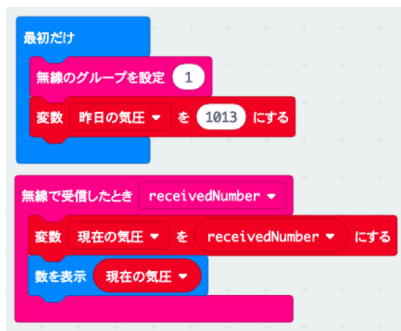 最初だけ
無線のグループを設定 1
変数 昨日の気圧 を 1013 にする
無線で受信したとき receivedNumber
変数 現在の気圧 を receivedNumber にする
数を表示 現在の気圧